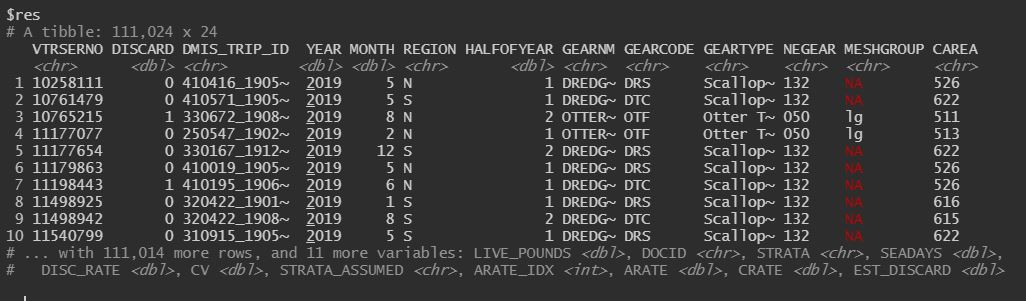 $res
# A tibble: 111,024 x 24
VTRSERNO DISCARD DMIS_TRIP_ID YEAR MONTH REGION HALFOFYEAR GEARNM GEARCODE GEARTYPE NEGEAR MESHGROUP CAREA
<chr> <dbl> <chr> <dbl> <dbl> <chr> <dbl> <chr> <chr> <chr> <chr> <chr> <chr>
1 10258111 0 410416_1905~ 2019 5 N 1 DREDG~ DRS Scallop~ 132 NA 526
2 10761479 0 410571_1905~ 2019 5 S 1 DREDG~ DTC Scallop~ 132 NA 622
3 10765215 1 330672_1908~ 2019 8 N 2 OTTER~ OTF Otter T~ 050 lg 511
4 11177077 0 250547_1902~ 2019 2 N 1 OTTER~ OTF Otter T~ 050 lg 513
5 11177654 0 330167_1912~ 2019 12 S 2 DREDG~ DRS Scallop~ 132 NA 622
6 11179863 0 410019_1905~ 2019 5 N 1 DREDG~ DRS Scallop~ 132 NA 526
7 11198443 1 410195_1906~ 2019 6 N 1 DREDG~ DTC Scallop~ 132 NA 526
8 11498925 0 320422_1901~ 2019 1 S 1 DREDG~ DRS Scallop~ 132 NA 616
9 11498942 0 320422_1908~ 2019 8 S 2 DREDG~ DTC Scallop~ 132 NA 615
10 11540799 0 310915_1905~ 2019 5 S 1 DREDG~ DRS Scallop~ 132 NA 622
# ... with 111,014 more rows, and 11 more variables: LIVE_POUNDS <dbl>, DOCID <chr>, STRATA <chr>, SEADAYS <dbl>,
# DISC_RATE <dbl>, CV <dbl>, STRATA_ASSUMED <chr>, ARATE_IDX <int>, ARATE <dbl>, CRATE <dbl>, EST_DISCARD <dbl>